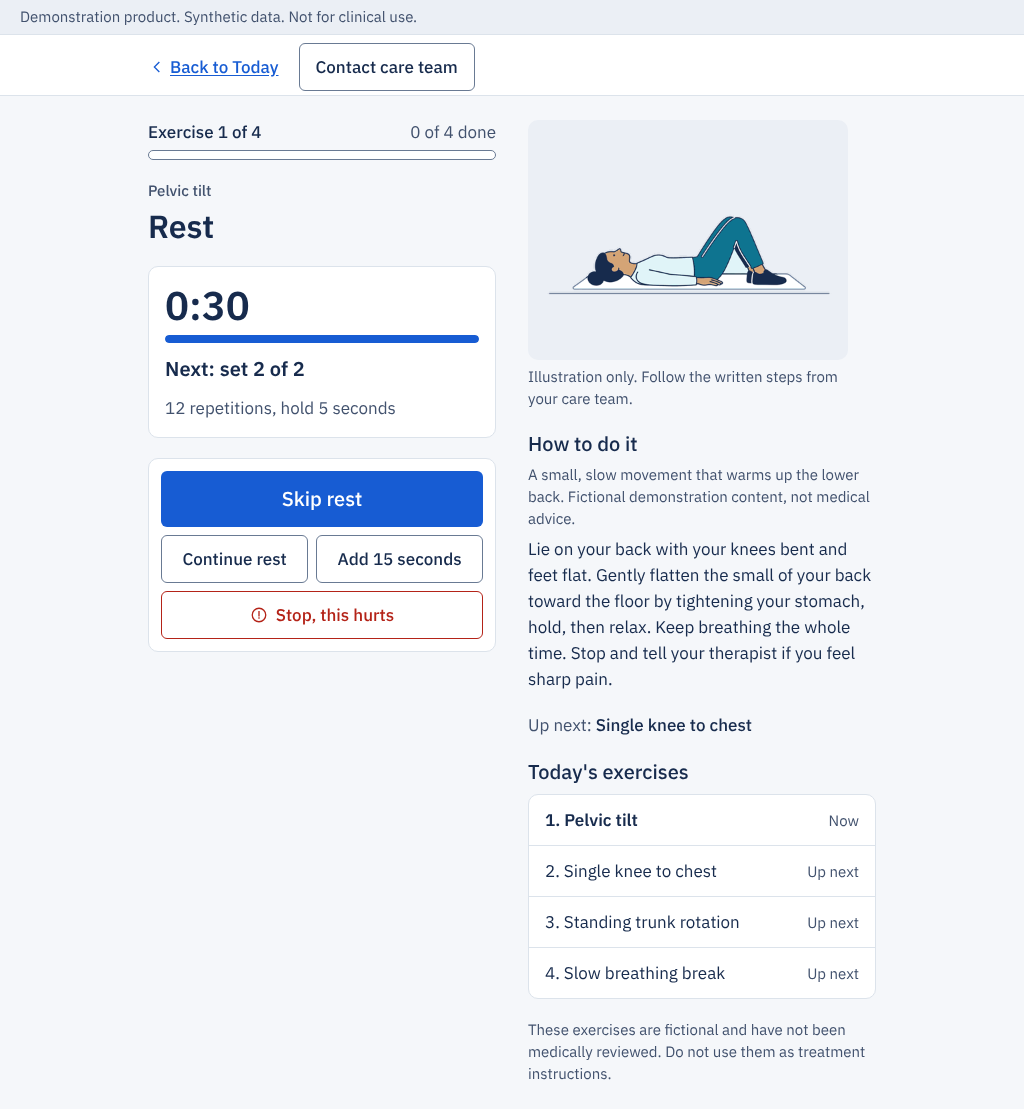 Demonstration product. Synthetic data. Not for clinical use.
Back to Today
Contact care team
Exercise 1 of 4
0 of 4 done
Pelvic tilt
Rest
0:30
Next: set 2 of 2
12 repetitions, hold 5 seconds
Skip rest
Continue rest
Add 15 seconds
Stop, this hurts
Illustration only. Follow the written steps from
your care team.
How to do it
A small, slow movement that warms up the lower
back. Fictional demonstration content, not medical
advice.
Lie on your back with your knees bent and
feet flat. Gently flatten the small of your back
toward the floor by tightening your stomach,
hold, then relax. Keep breathing the whole
time. Stop and tell your therapist if you feel
sharp pain.
Up next: Single knee to chest
Today's exercises
1. Pelvic tilt Now
2. Single knee to chest Up next
3. Standing trunk rotation Up next
4. Slow breathing break Up next
These exercises are fictional and have not been
medically reviewed. Do not use them as treatment
instructions.